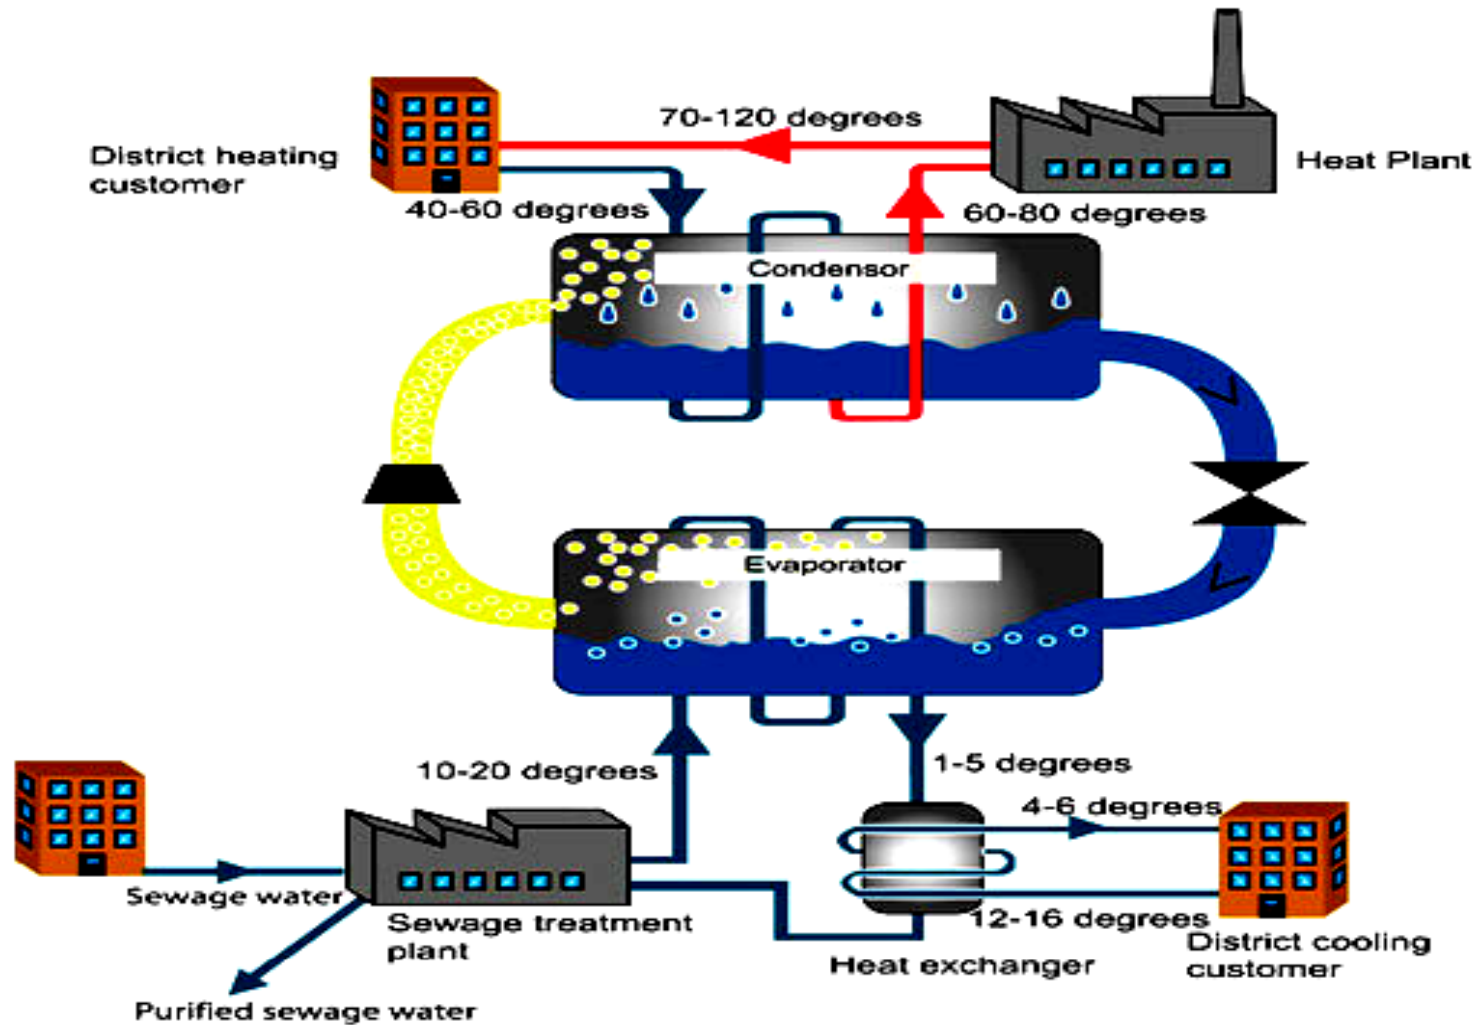 70-120 degrees
District heating
customer
Heat Plant
40-60 degrees
60-80 degrees
Condensor
Evaporator
10-20 degrees
1-5 degrees
4-6 degrees
Sewage water
12-16 degrees
Sewage treatment
plant
District cooling
customer
Heat exchanger
Purified sewage water